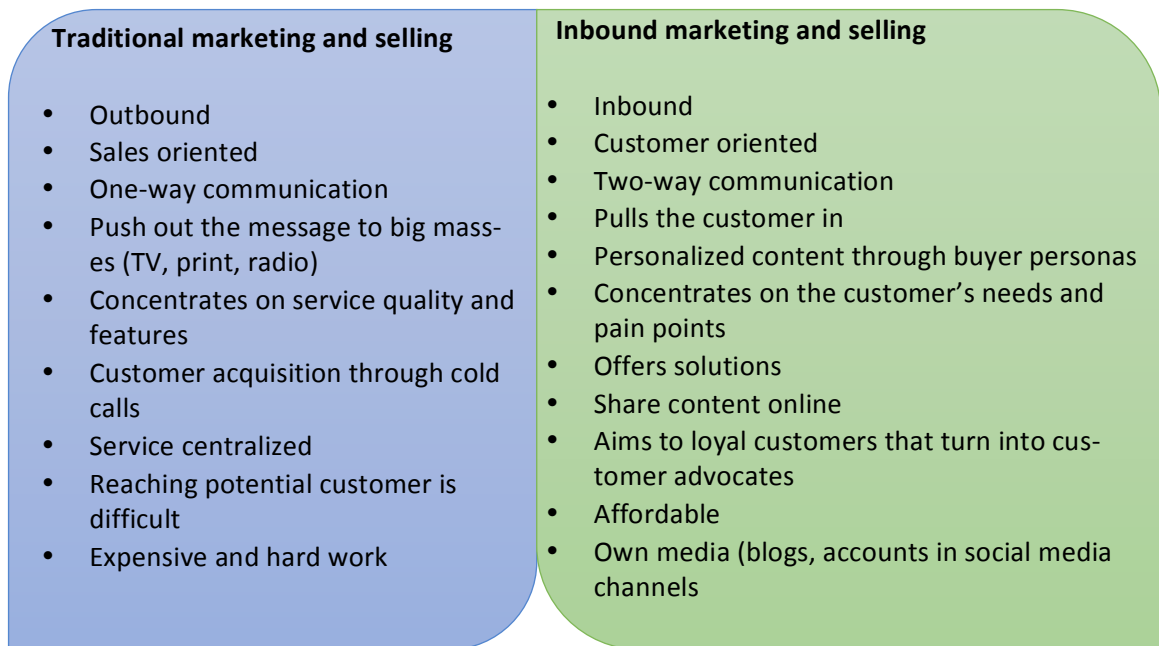 Traditional marketing and selling
• Outbound
• Sales oriented
• One-way communication
• Push out the message to big mass-
es (TV, print, radio)
• Concentrates on service quality and
features
• Customer acquisition through cold
calls
• Service centralized
• Reaching potential customer is
difficult
• Expensive and hard work
Inbound marketing and selling
• Inbound
• Customer oriented
• Two-way communication
• Pulls the customer in
• Personalized content through buyer personas
• Concentrates on the customer’s needs and
pain points
• Offers solutions
• Share content online
• Aims to loyal customers that turn into cus-
tomer advocates
• Affordable
• Own media (blogs, accounts in social media
channels